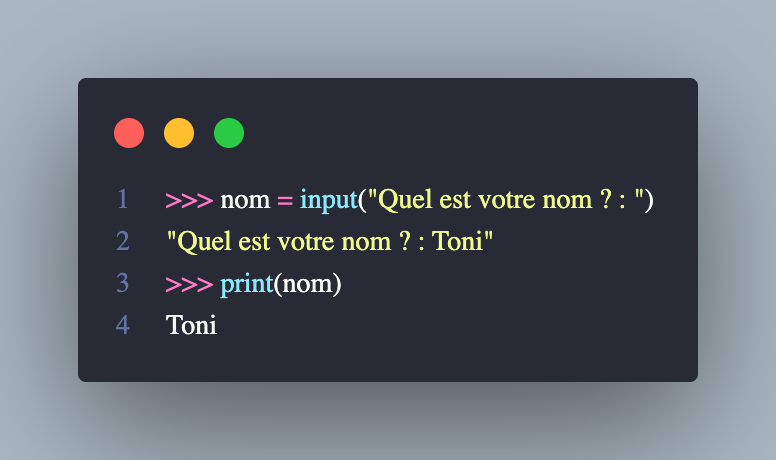 1 >>> nom = input("Quel est votre nom ? : ")
2 "Quel est votre nom ? : Toni"
3 >>> print(nom)
4 Toni